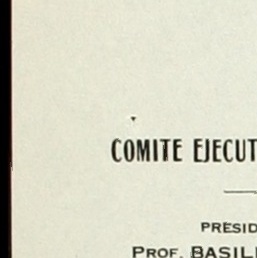 COMITE EJECUT
PRESID
PROF. BASIL